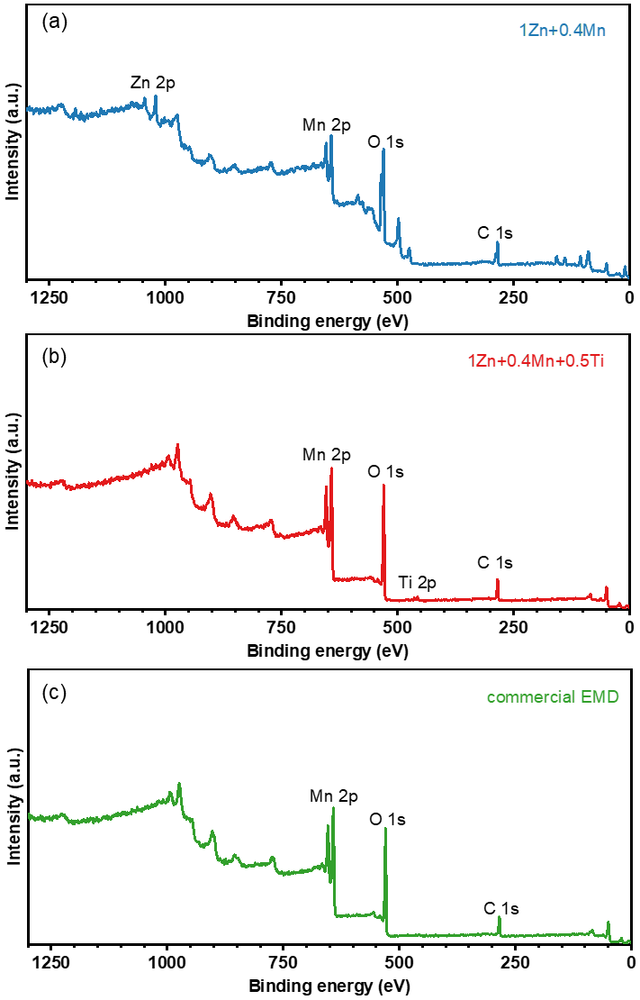 (a)
1Zn+0.4Mn
Zn 2p
Mn 2p
O 1s
C 1s
Intensity (a.u.)
1250 1000 750 500 250 0
Binding energy (eV)
(b)
1Zn+0.4Mn+0.5Ti
Mn 2p
O 1s
Ti 2p
C 1s
Intensity (a.u.)
1250 1000 750 500 250 0
Binding energy (eV)
(c)
commercial EMD
Mn 2p
O 1s
C 1s
Intensity (a.u.)
1250 1000 750 500 250 0
Binding energy (eV)